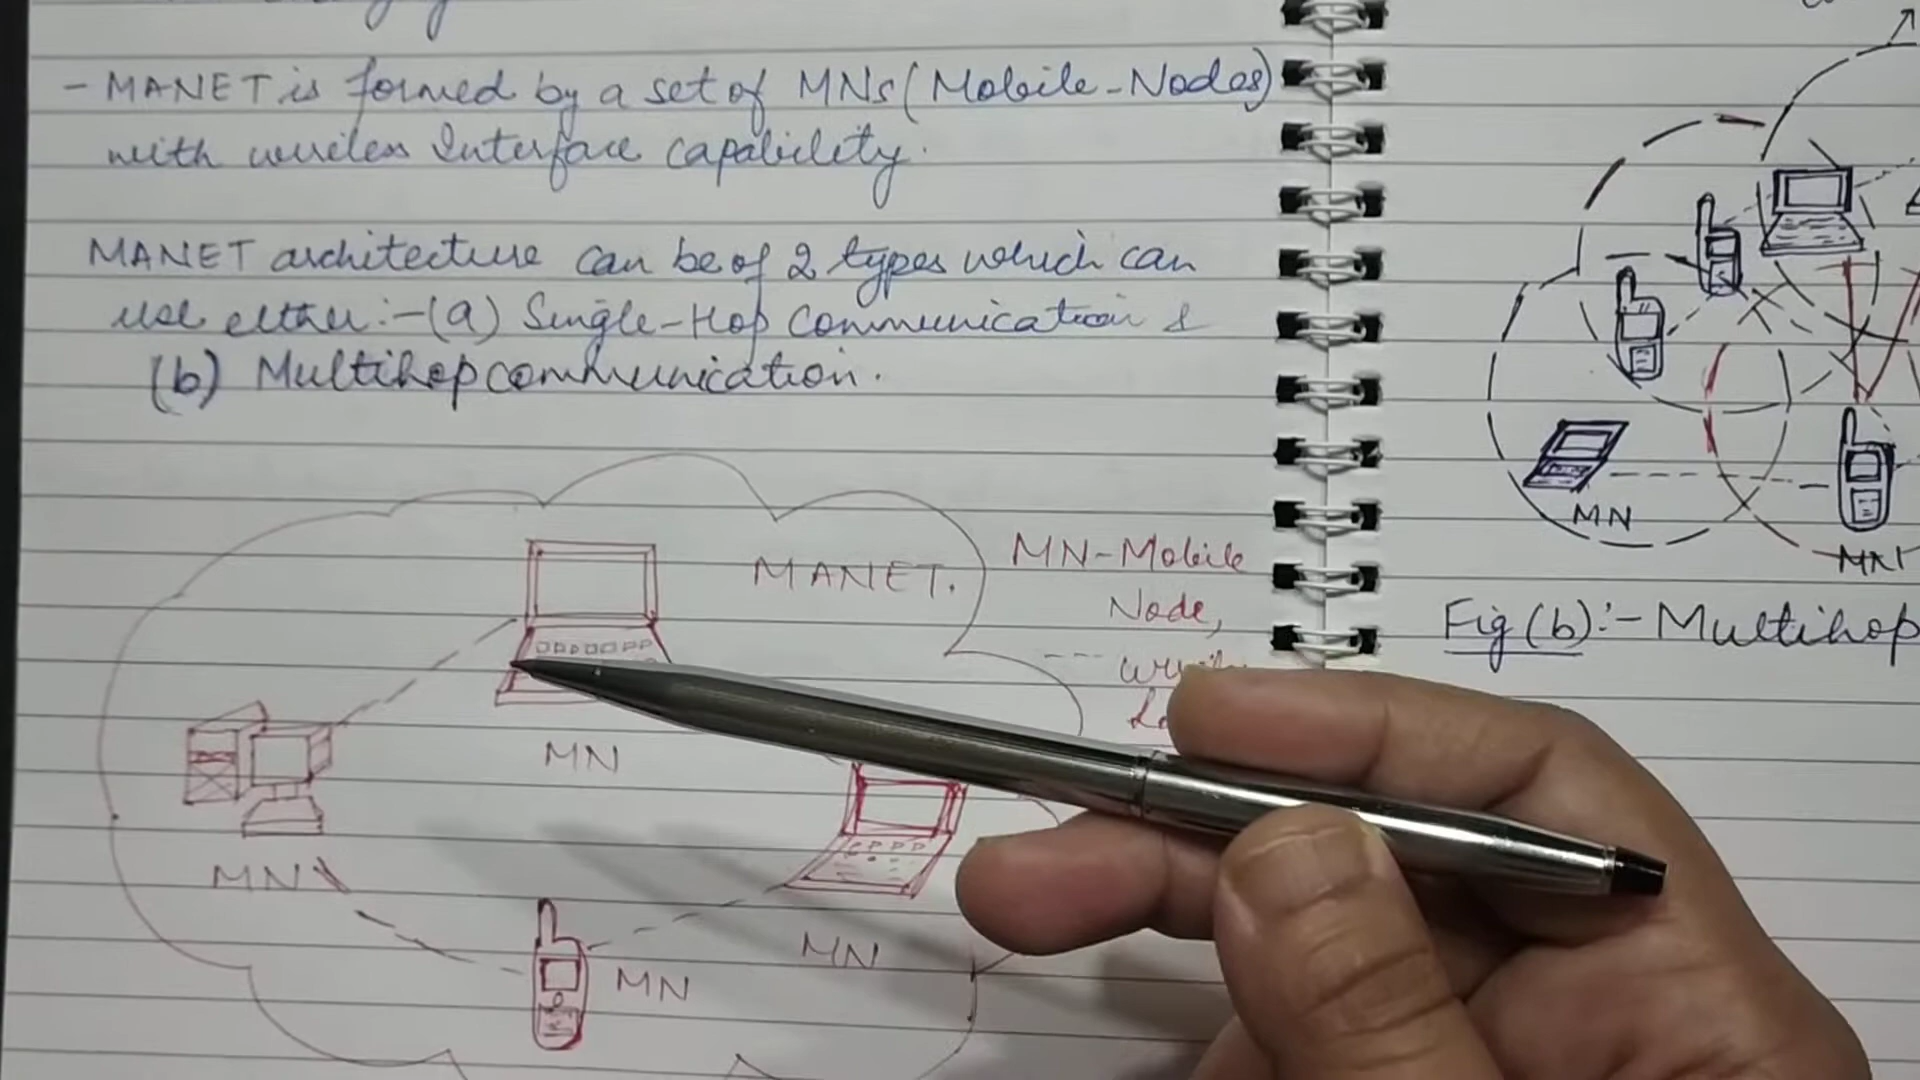 - MANET is formed by a set of MNs (Mobile-Nodes)
with wireless Interface capability.
MANET architecture can be of 2 types which can
use either:-(a) Single-Hop Communication &
(b) Multihop communication.
MANET.
MN-Mobile
Node,
MN
MN
MN
MN
MN
MN
Fig (b):- Multihop